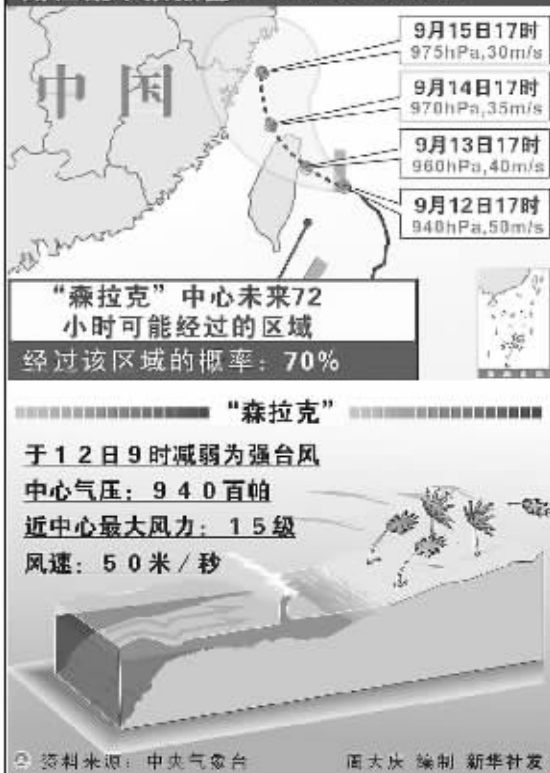 中国
9月15日17时
975hPa,30m/s
9月14日17时
970hPa,35m/s
9月13日17时
960hPa,40m/s
9月12日17时
940hPa,50m/s
“森拉克”中心未来72
小时可能经过的区域
经过该区域的概率：70%
“森拉克”
于12日9时减弱为强台风
中心气压：940百帕
近中心最大风力：15级
风速：50米/秒
资料来源：中央气象台
周大庆 编制 新华社发